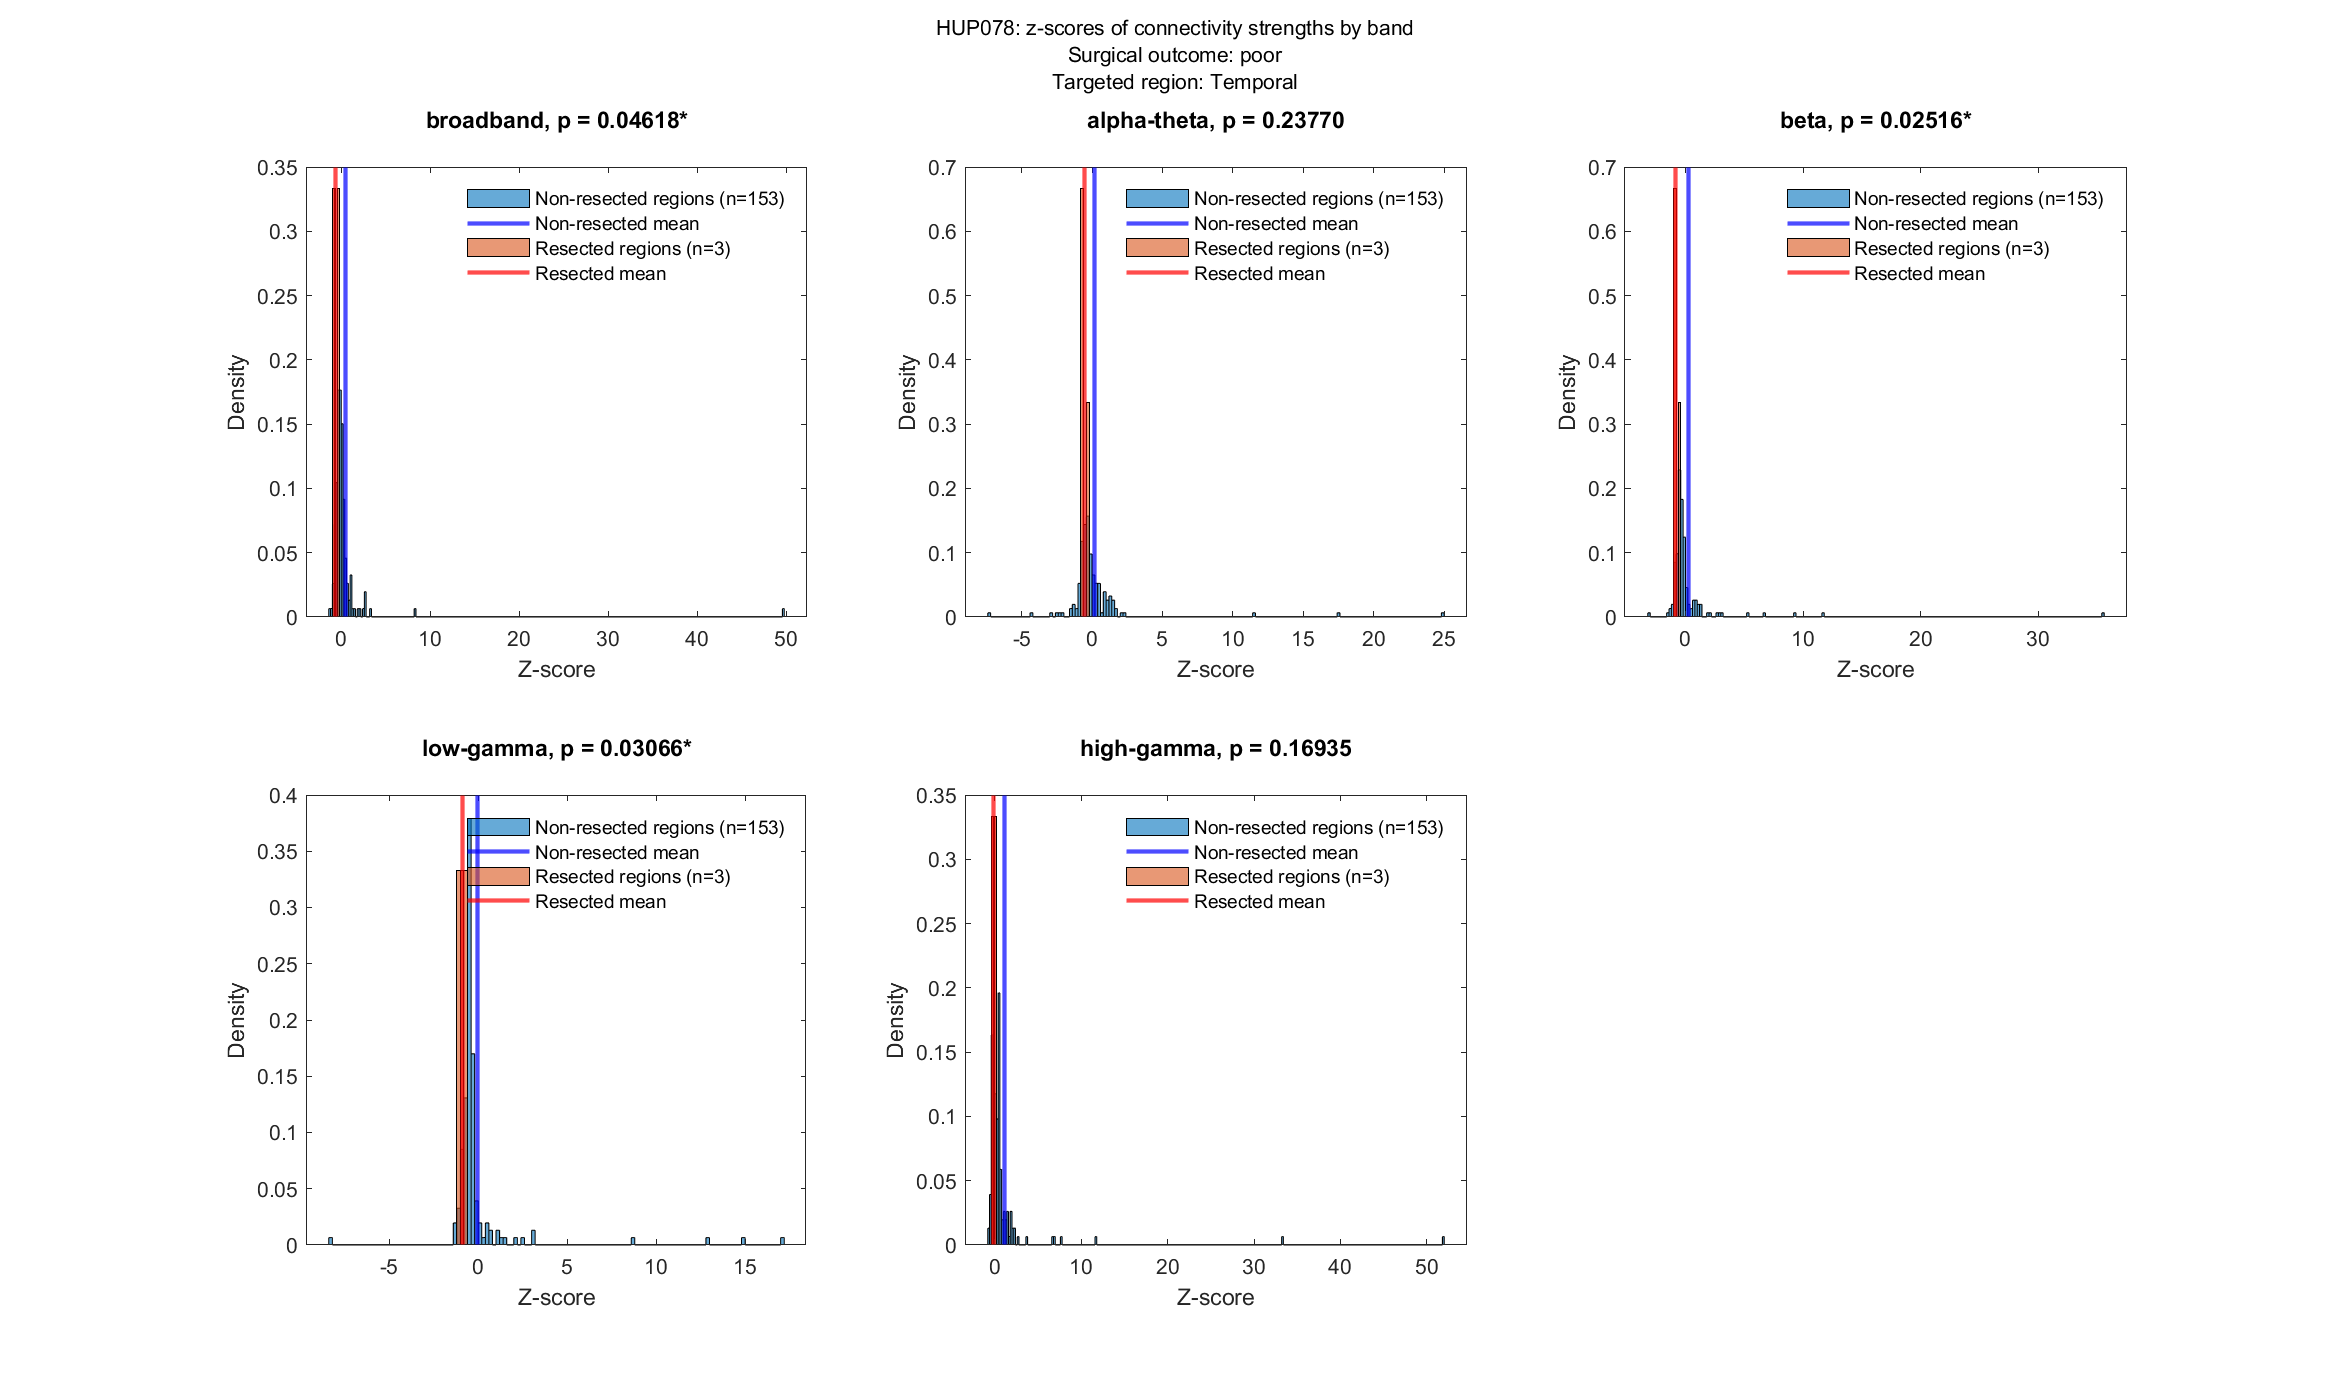 HUP078: z-scores of connectivity strengths by band
Surgical outcome: poor
Targeted region: Temporal
broadband, p = 0.04618*
0.35
0.3
0.25
0.2
0.15
0.1
0.05
0
Density
Non-resected regions (n=153)
Non-resected mean
Resected regions (n=3)
Resected mean
0 10 20 30 40 50
Z-score
alpha-theta, p = 0.23770
0.7
0.6
0.5
0.4
0.3
0.2
0.1
0
Density
Non-resected regions (n=153)
Non-resected mean
Resected regions (n=3)
Resected mean
-5 0 5 10 15 20 25
Z-score
beta, p = 0.02516*
0.7
0.6
0.5
0.4
0.3
0.2
0.1
0
Density
Non-resected regions (n=153)
Non-resected mean
Resected regions (n=3)
Resected mean
0 10 20 30
Z-score
low-gamma, p = 0.03066*
0.4
0.35
0.3
0.25
0.2
0.15
0.1
0.05
0
Density
Non-resected regions (n=153)
Non-resected mean
Resected regions (n=3)
Resected mean
-5 0 5 10 15
Z-score
high-gamma, p = 0.16935
0.35
0.3
0.25
0.2
0.15
0.1
0.05
0
Density
Non-resected regions (n=153)
Non-resected mean
Resected regions (n=3)
Resected mean
0 10 20 30 40 50
Z-score